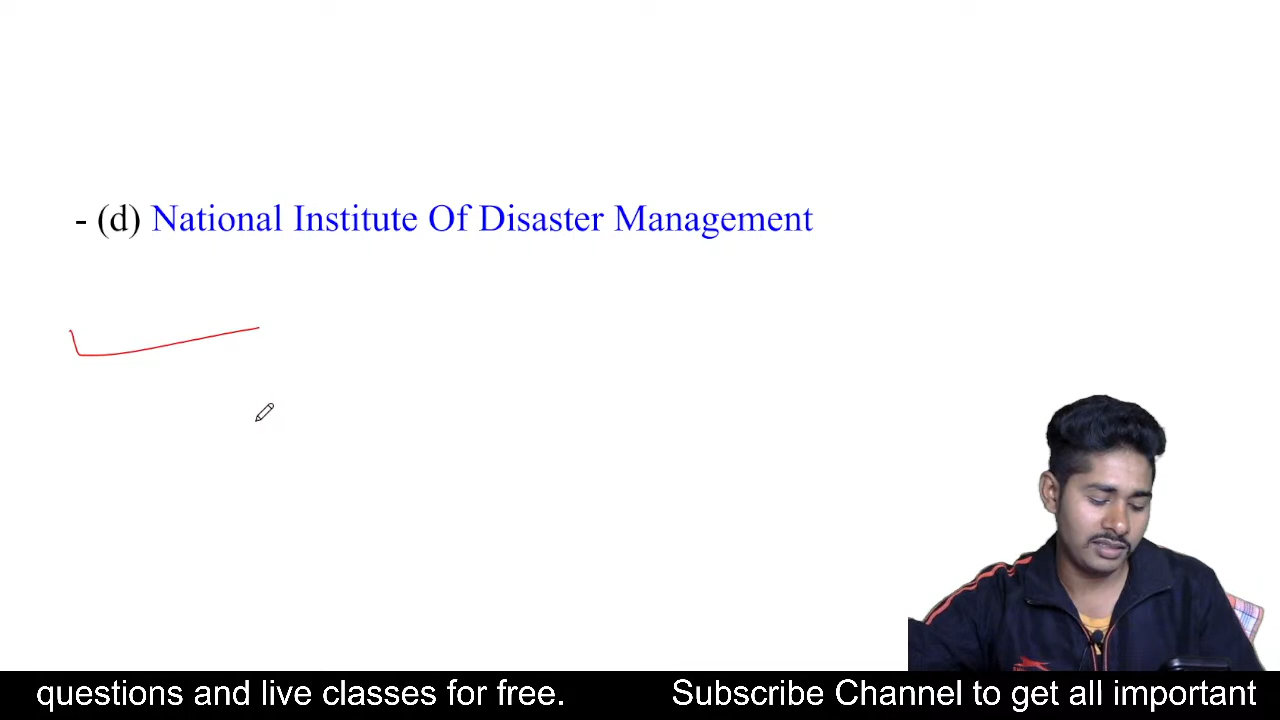 - (d) National Institute Of Disaster Management
questions and live classes for free. Subscribe Channel to get all important